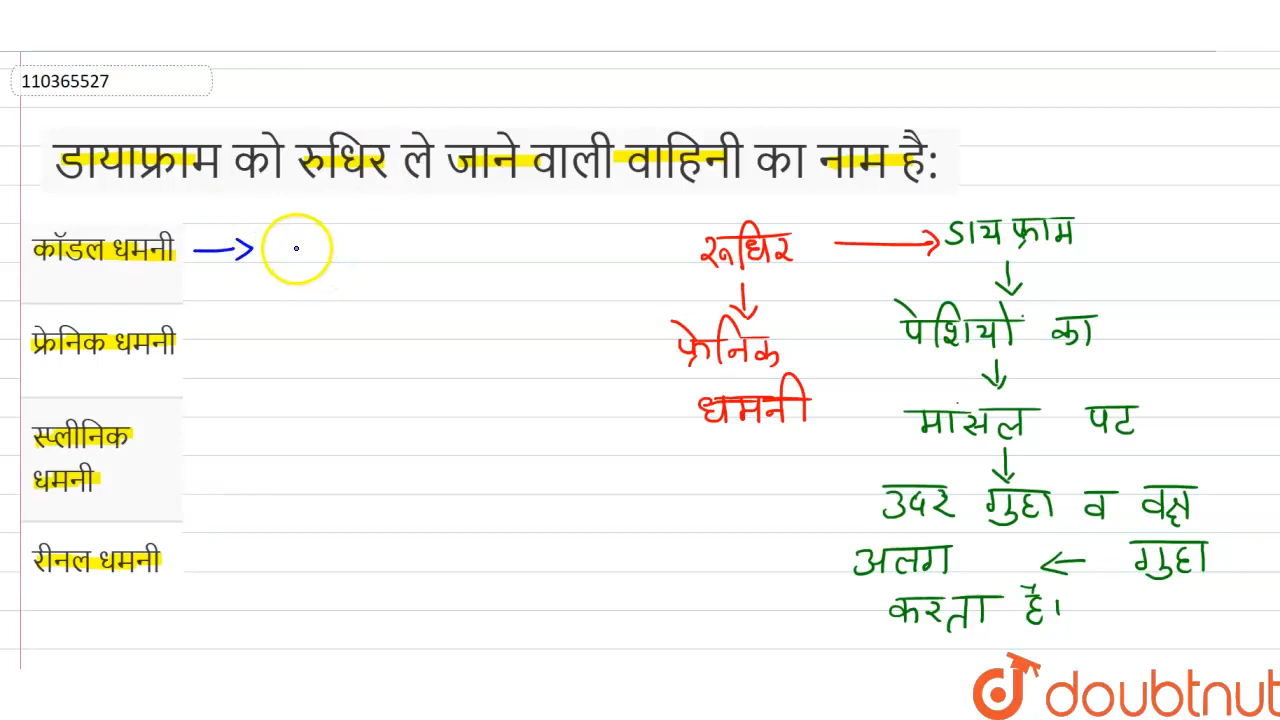 110365527
डायाफ्राम को रुधिर ले जाने वाली वाहिनी का नाम है:
कॉडल धमनी
फ्रेनिक धमनी
स्प्लीनिक
धमनी
रीनल धमनी
रुधिर → डायफ्राम
↓
फ्रेनिक
धमनी
↓
पेशियों का
↓
मांसल पट
↓
उदर गुहा व वक्ष
अलग ← गुहा
करता है।
doubtnut